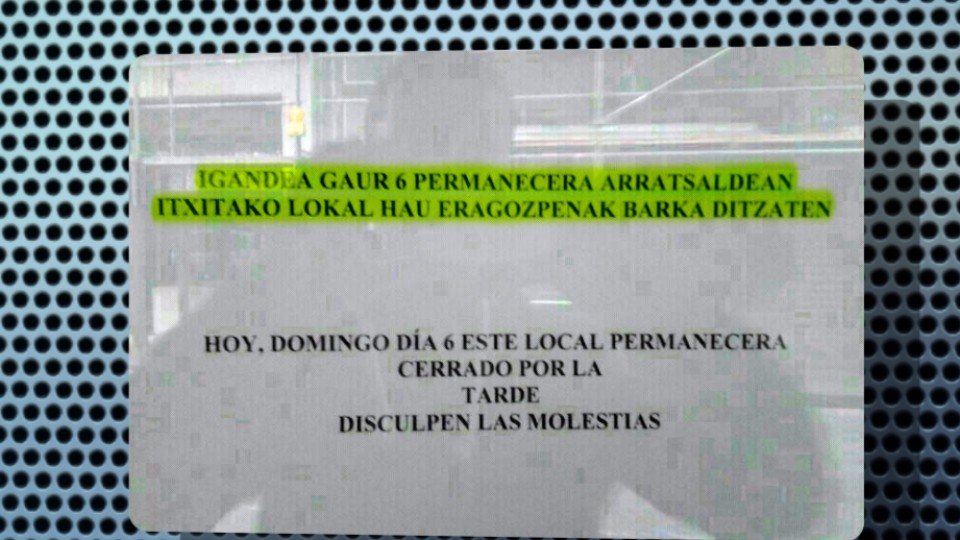 IGANDEA GAUR 6 PERMANECERA ARRATSALDEAN
ITXITAKO LOKAL HAU ERAGOZPENAK BARKA DITZATEN
HOY, DOMINGO DÍA 6 ESTE LOCAL PERMANECERA
CERRADO POR LA
TARDE
DISCULPEN LAS MOLESTIAS